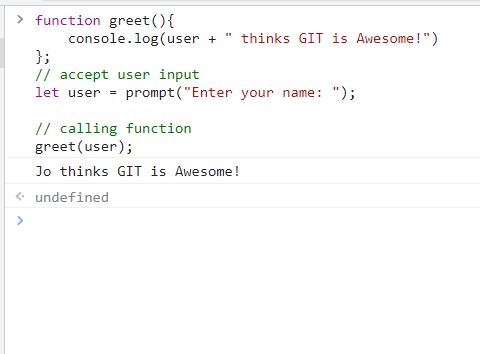 function greet(){
    console.log(user + " thinks GIT is Awesome!")
};
// accept user input
let user = prompt("Enter your name: ");

// calling function
greet(user);
Jo thinks GIT is Awesome!
undefined